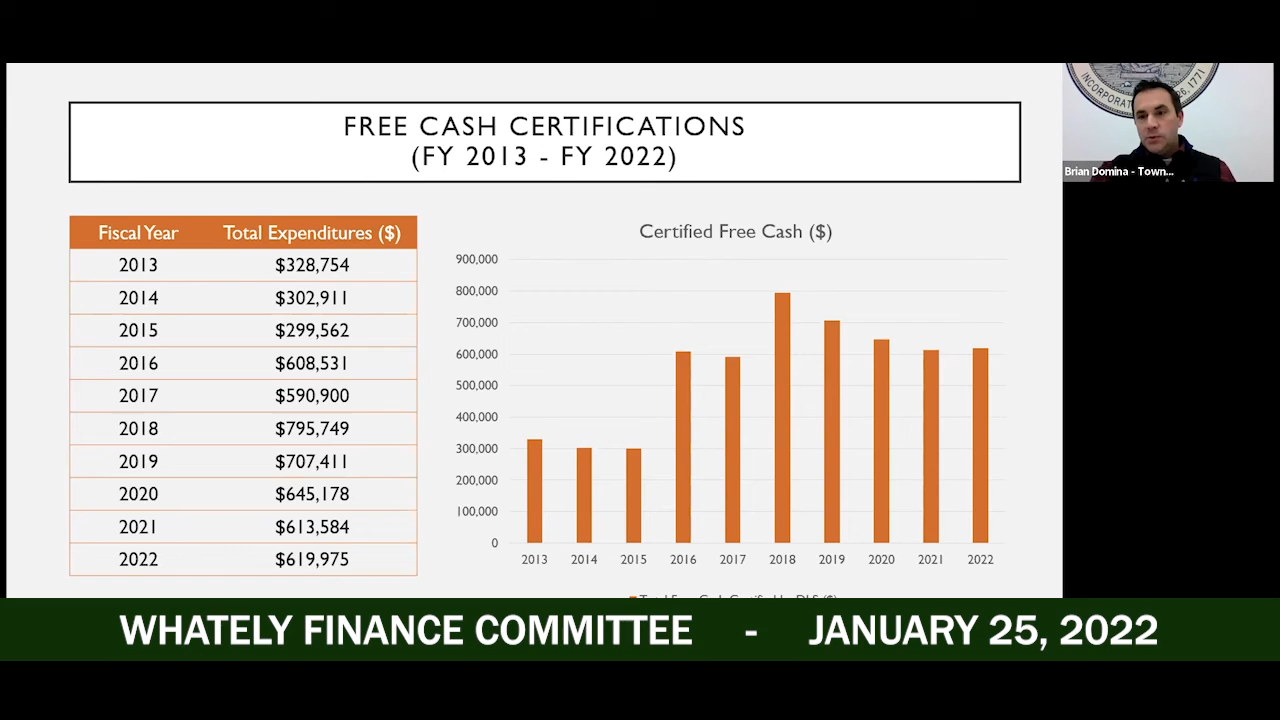 FREE CASH CERTIFICATIONS
(FY 2013 - FY 2022)
Fiscal Year Total Expenditures ($)
2013 $328,754
2014 $302,911
2015 $299,562
2016 $608,531
2017 $590,900
2018 $795,749
2019 $707,411
2020 $645,178
2021 $613,584
2022 $619,975
Certified Free Cash ($)
900,000
800,000
700,000
600,000
500,000
400,000
300,000
200,000
100,000
0
2013 2014 2015 2016 2017 2018 2019 2020 2021 2022
Brian Domina - Town...
WHATELY FINANCE COMMITTEE - JANUARY 25, 2022